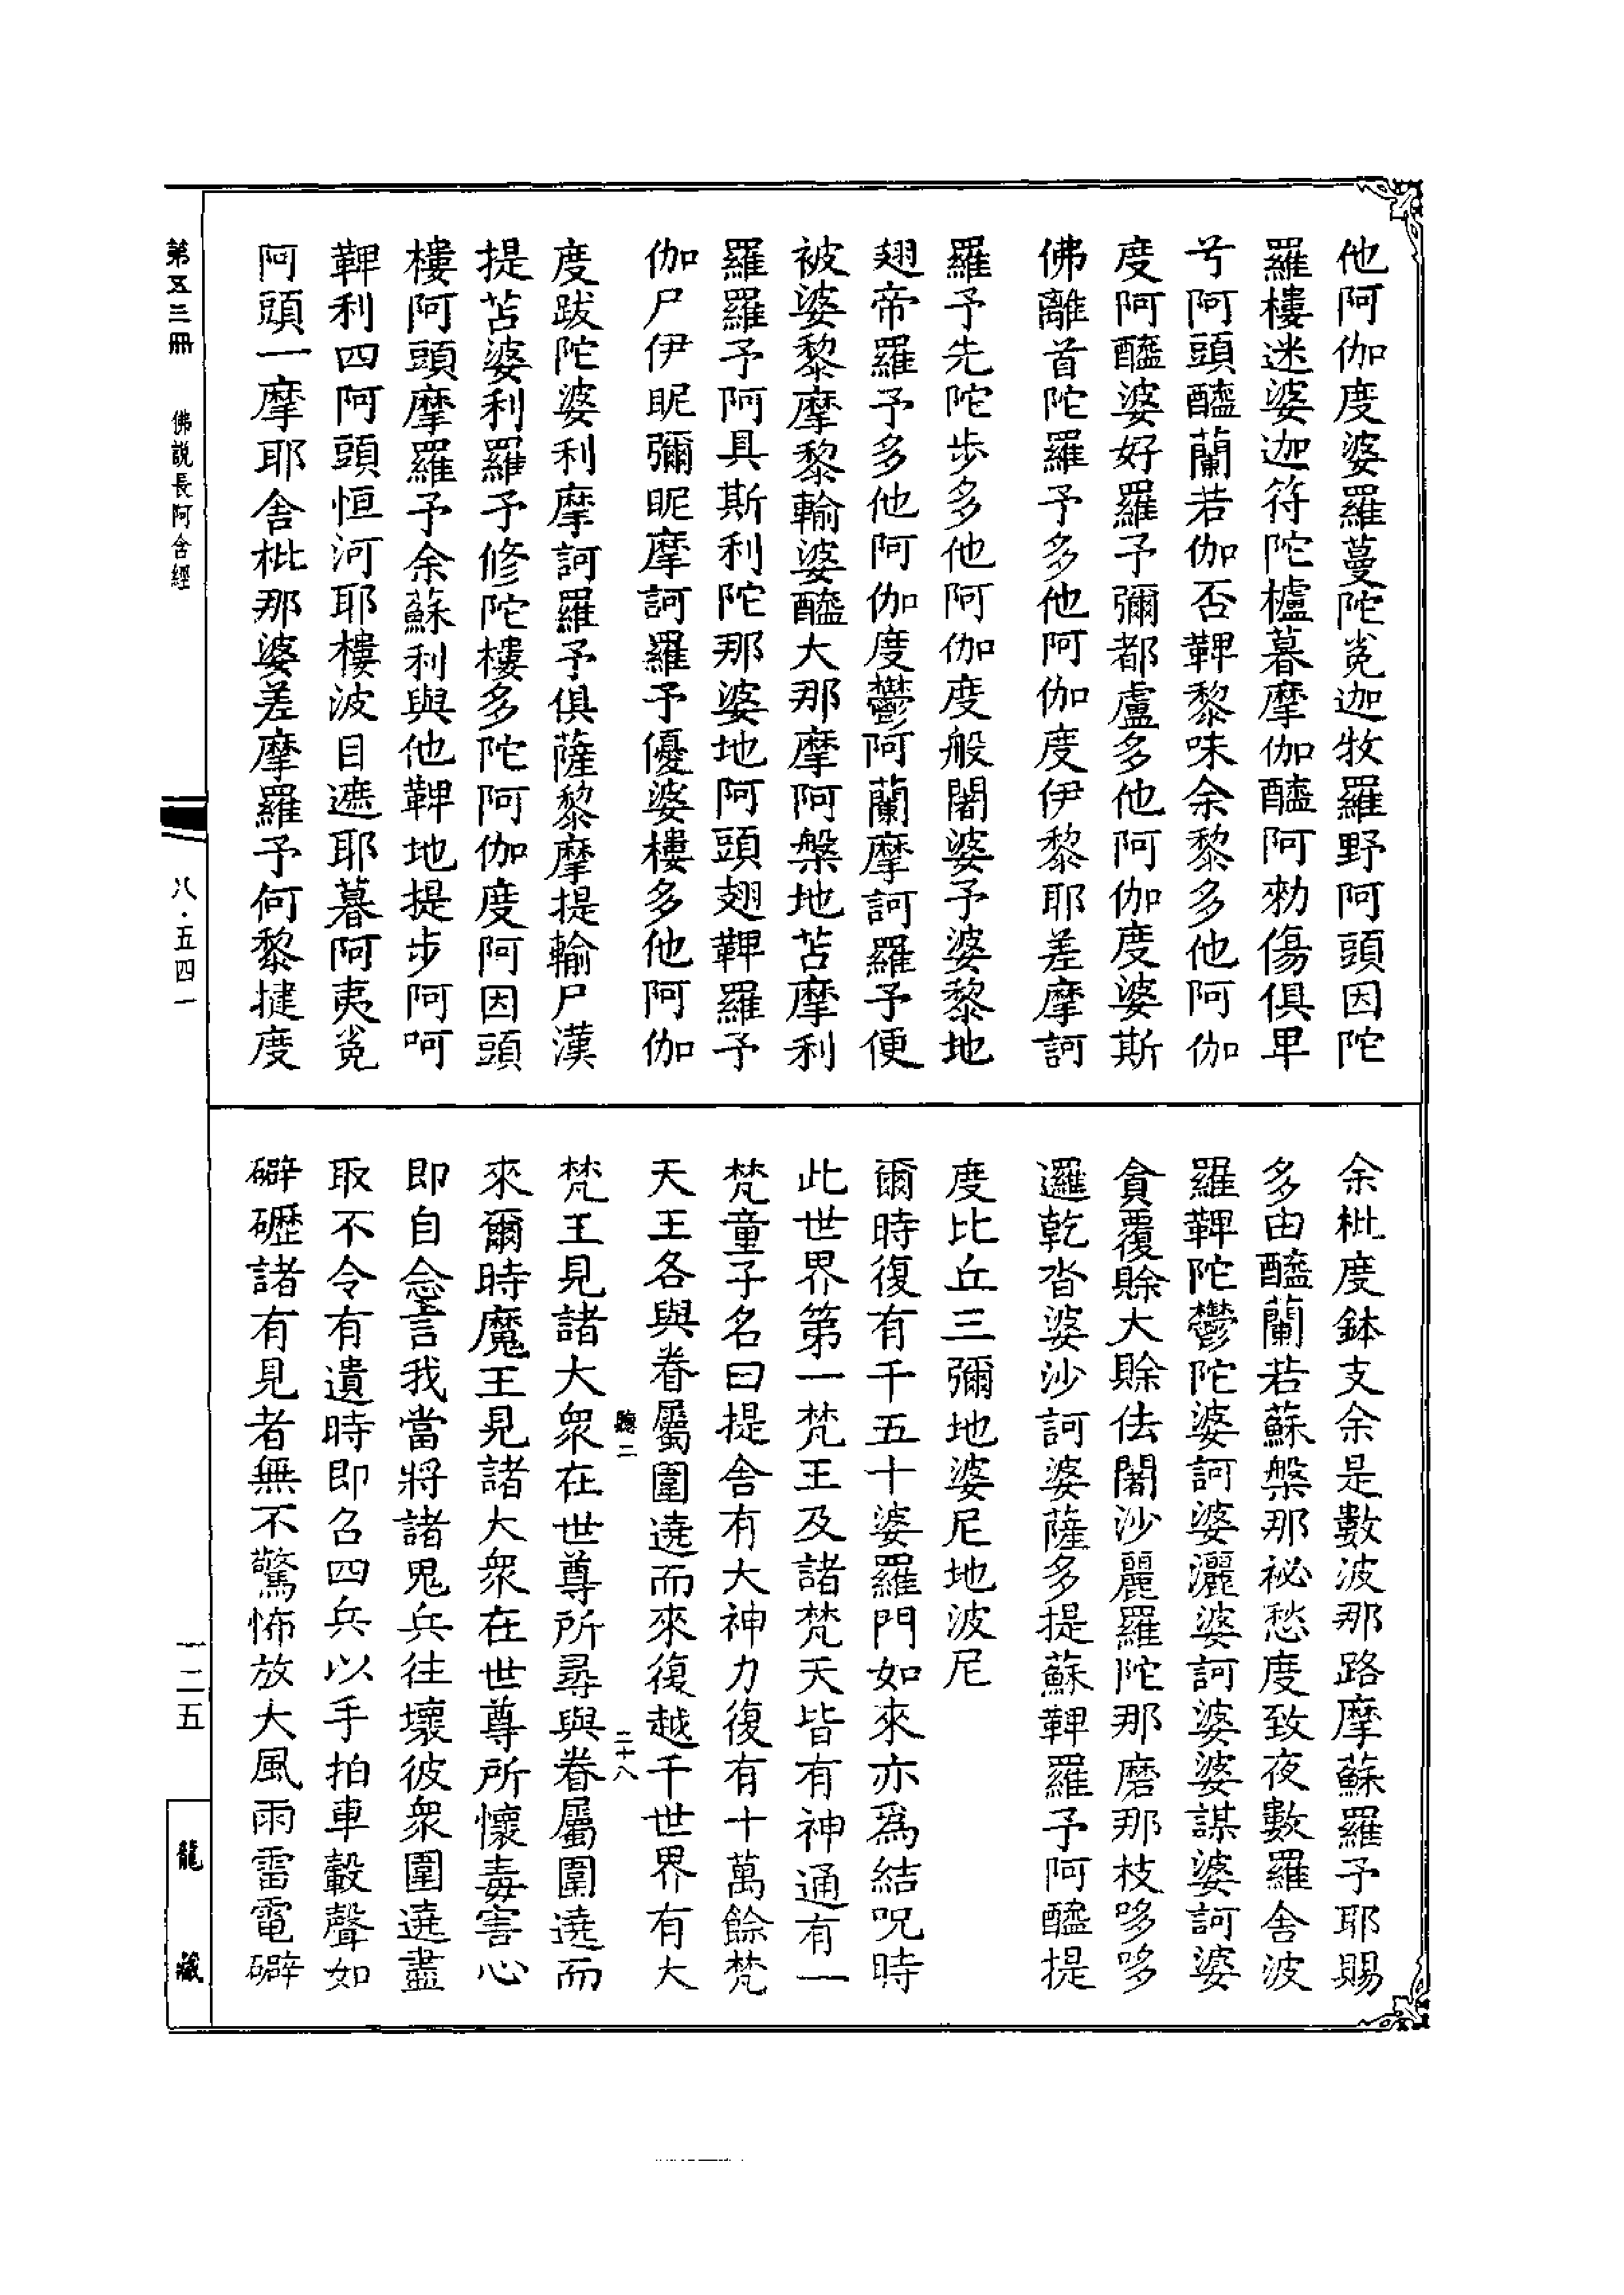 他阿伽度婆羅蔓陀㝹迦牧羅野阿頭因陀
羅樓迷婆迦符陀櫨暮摩伽醯阿勑傷俱卑
兮阿頭醯蘭若伽否鞞黎味余黎多他阿伽
度阿醯婆好羅予彌都盧多他阿伽度婆斯
佛離首陀羅予多他阿伽度伊黎耶差摩訶
羅予先陀步多他阿伽度般闍婆予婆黎地
翅帝羅予多他阿伽度鬱阿蘭摩訶羅予便
被婆黎摩黎輸婆醯大那摩阿槃地苫摩利
羅羅予阿具斯利陀那婆地阿頭翅鞞羅予
伽尸伊昵彌昵摩訶羅予優婆樓多他阿伽
度跋陀婆利摩訶羅予俱薩黎摩提輸尸漢
提苫婆利羅予修陀樓多陀阿伽度阿因頭
樓阿頭摩羅予余蘇利與他鞞地提步阿呵
鞞利四阿頭恒河耶樓波目遮耶暮阿夷㝹
阿頭一摩耶舍枇那婆差摩羅予何黎揵度
余枇度鉢支余是數波那路摩蘇羅予耶賜
多由醯蘭若蘇槃那祕愁度致夜數羅舍波
羅鞞陀鬱陀婆訶婆灑婆訶婆婆謀婆訶婆
貪覆賒大賒佉闍沙麗羅陀那磨那枝哆哆
邏乾沓婆沙訶婆薩多提蘇鞞羅予阿醯提
度比丘三彌地婆尼地波尼
爾時復有千五十婆羅門如來亦爲結呪時
此世界第一梵王及諸梵天皆有神通有一
梵童子名曰提舍有大神力復有十萬餘梵
天王各與眷屬圍遶而來復越千世界有大
梵王見諸大衆在世尊所尋與眷屬圍遶而
來爾時魔王見諸大衆在世尊所懷毒害心
即自念言我當將諸鬼兵往壞彼衆圍遶盡
取不令有遺時即召四兵以手拍車轂聲如
礔礰諸有見者無不驚怖放大風雨雷電礔
聽二
二十八
第五三冊
佛說長阿含經
八·五四一
一二五
龍藏